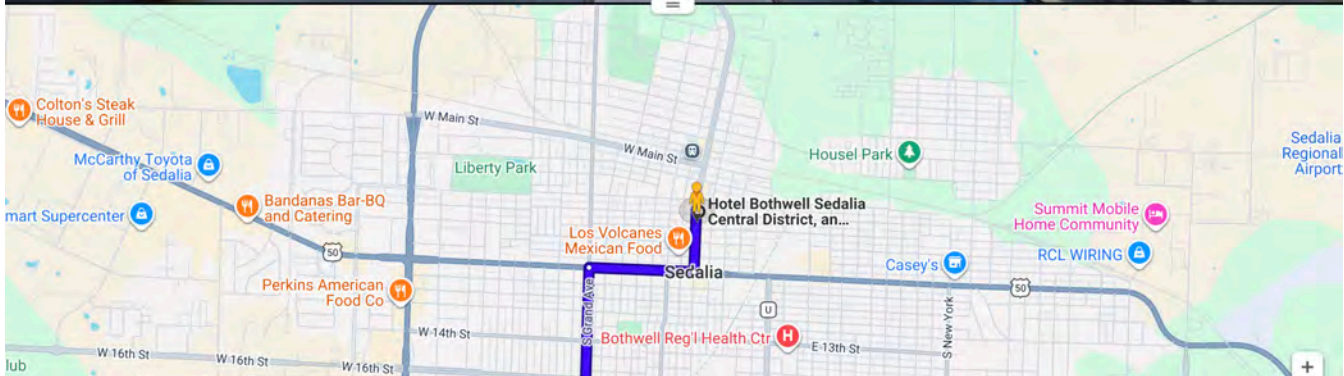 Colton's Steak
House & Grill
W Main St
McCarthy Toyota
of Sedalia
Liberty Park
W Main St
Housel Park
Sedalia
Regional
Airport
Bandanas Bar-BQ
and Catering
mart Supercenter
Hotel Bothwell Sedalia
Central District, an...
Summit Mobile
Home Community
Los Volcanes
Mexican Food
50
RCL WIRING
Casey's
Sedalia
Perkins American
Food Co
50
U
S Grand Ave
W 14th St
Bothwell Reg'l Health Ctr
H
E 13th St
S New York
W 16th St
W 16th St
W 16th St
lub
+